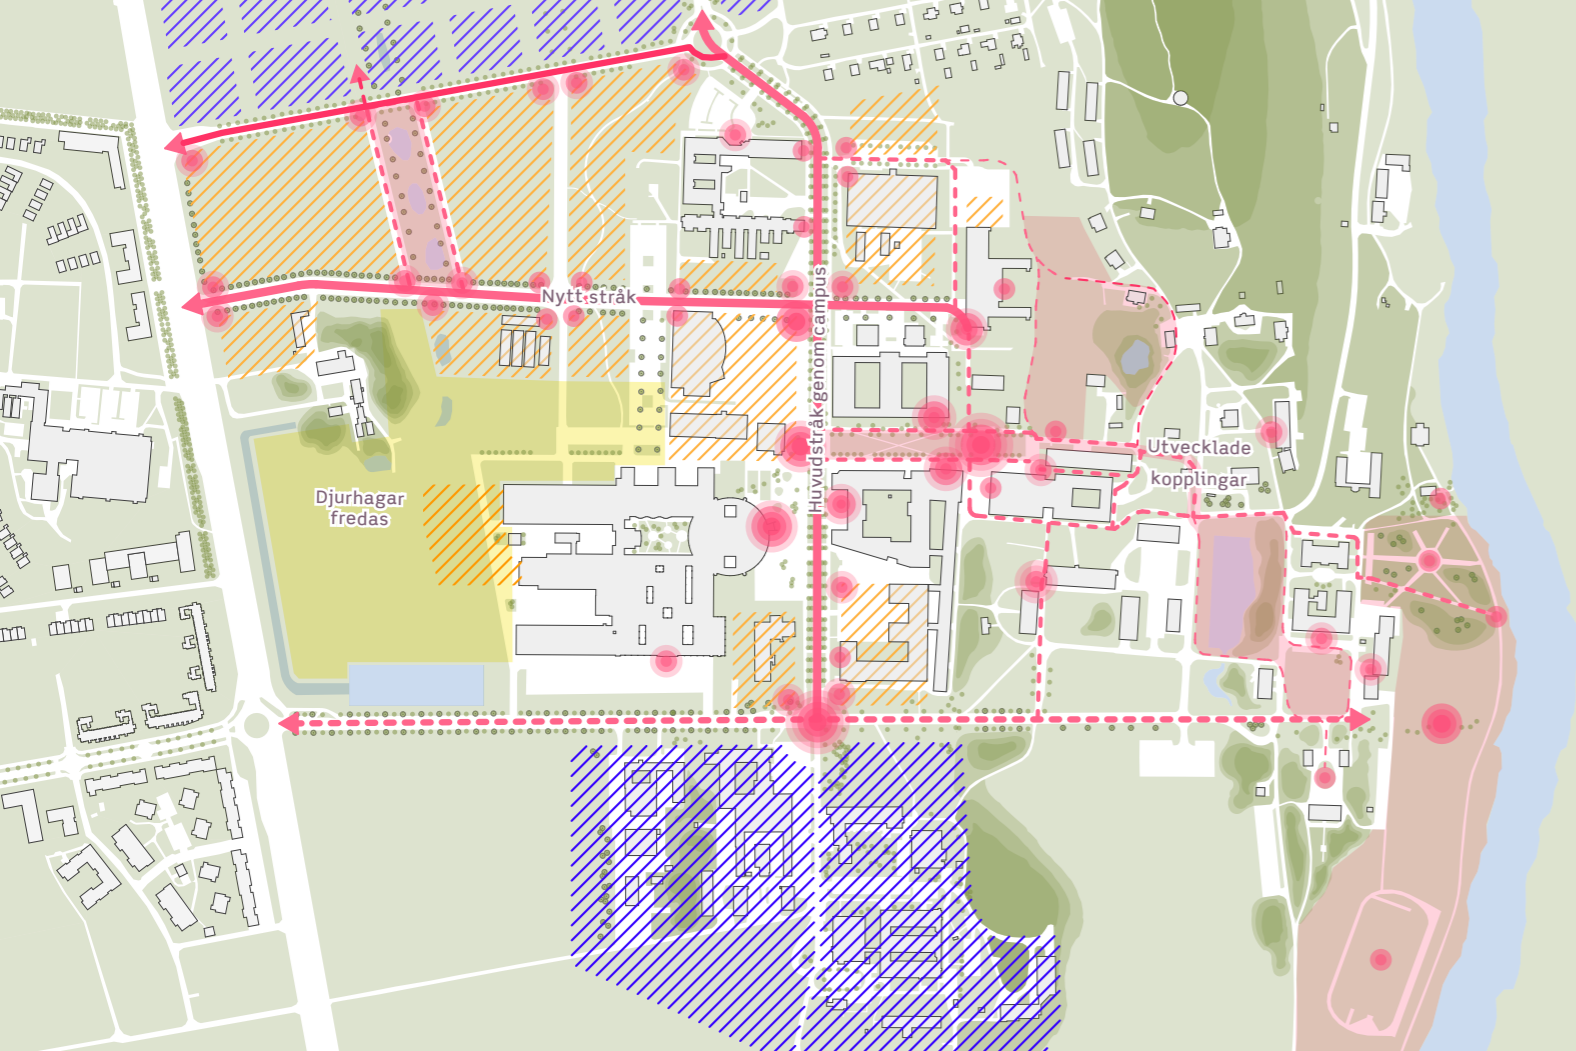 Nytt stråk
Huvudstråk genom campus
Utvecklade
kopplingar
Djurhagar
fredas